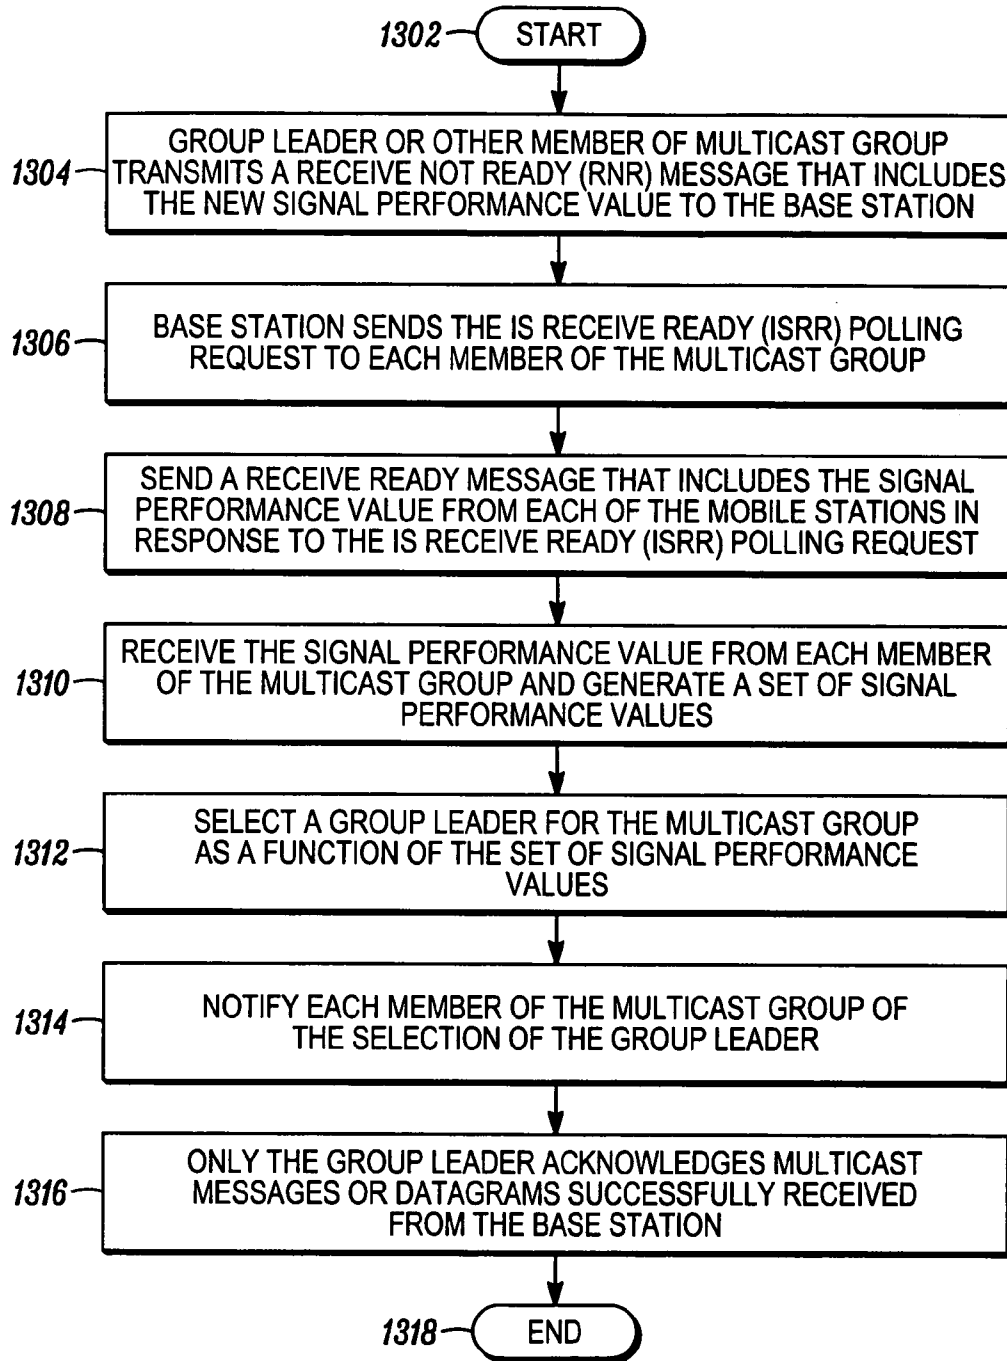 1302
START
1304
GROUP LEADER OR OTHER MEMBER OF MULTICAST GROUP
TRANSMITS A RECEIVE NOT READY (RNR) MESSAGE THAT INCLUDES
THE NEW SIGNAL PERFORMANCE VALUE TO THE BASE STATION
1306
BASE STATION SENDS THE IS RECEIVE READY (ISRR) POLLING
REQUEST TO EACH MEMBER OF THE MULTICAST GROUP
1308
SEND A RECEIVE READY MESSAGE THAT INCLUDES THE SIGNAL
PERFORMANCE VALUE FROM EACH OF THE MOBILE STATIONS IN
RESPONSE TO THE IS RECEIVE READY (ISRR) POLLING REQUEST
1310
RECEIVE THE SIGNAL PERFORMANCE VALUE FROM EACH MEMBER
OF THE MULTICAST GROUP AND GENERATE A SET OF SIGNAL
PERFORMANCE VALUES
1312
SELECT A GROUP LEADER FOR THE MULTICAST GROUP
AS A FUNCTION OF THE SET OF SIGNAL PERFORMANCE
VALUES
1314
NOTIFY EACH MEMBER OF THE MULTICAST GROUP OF
THE SELECTION OF THE GROUP LEADER
1316
ONLY THE GROUP LEADER ACKNOWLEDGES MULTICAST
MESSAGES OR DATAGRAMS SUCCESSFULLY RECEIVED
FROM THE BASE STATION
1318
END